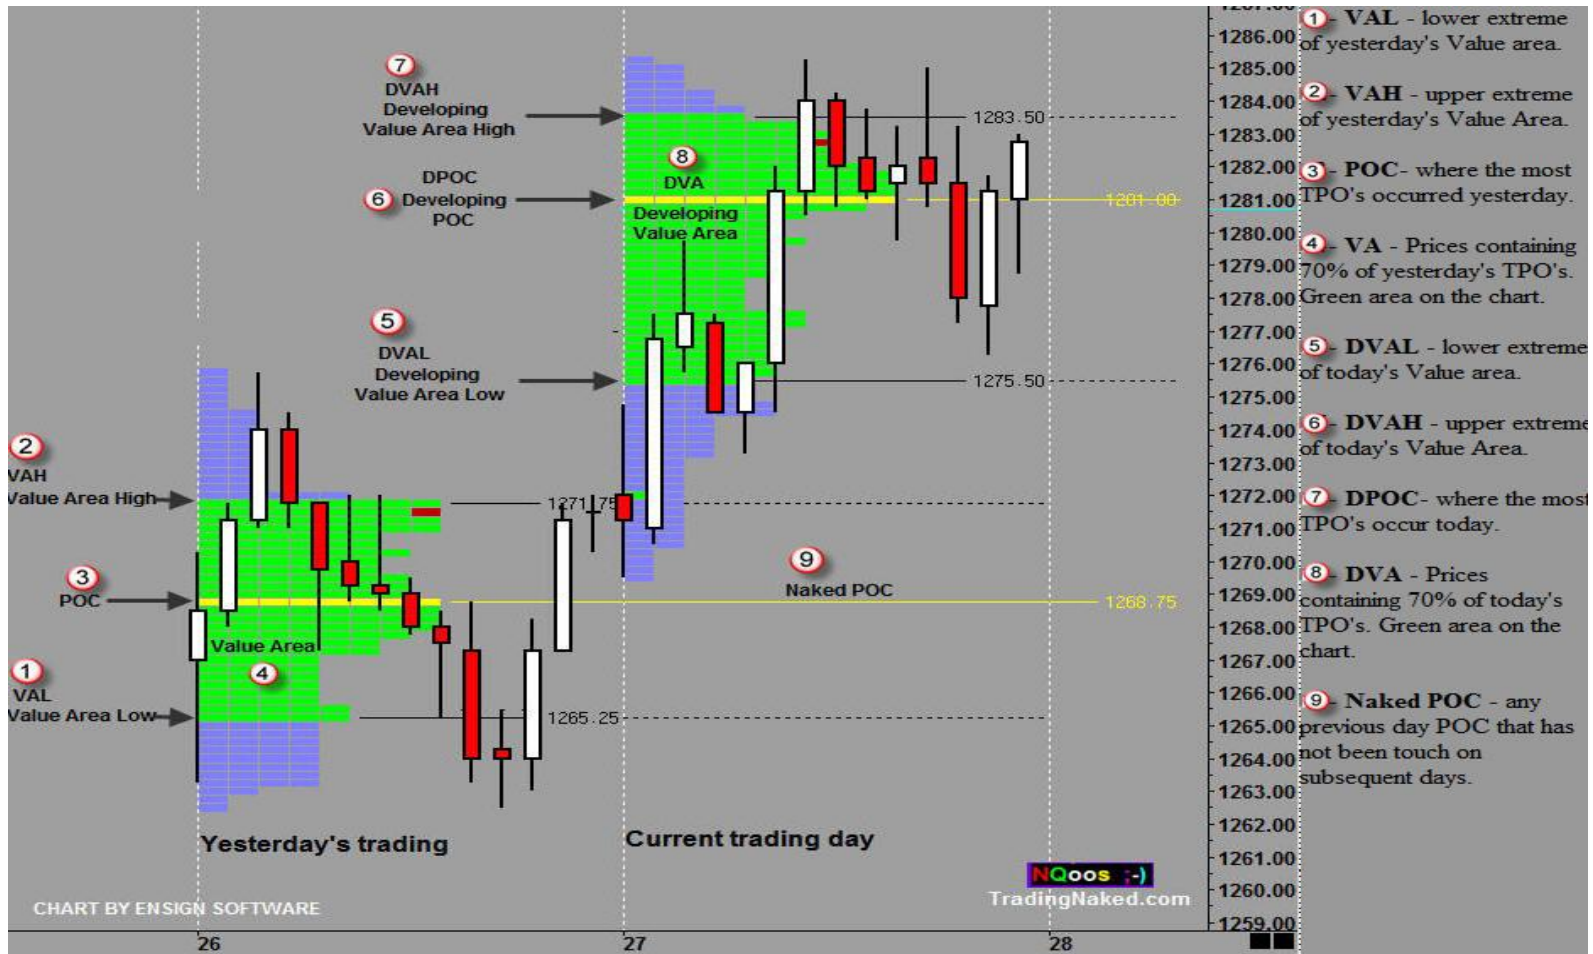 7
DVAH
Developing
Value Area High
8
DVA
DPOC
6 Developing
POC
Developing
Value Area
5
DVAL
Developing
Value Area Low
2
VAH
Value Area High
3
POC
Value Area
1
VAL
4
Value Area Low
9
Naked POC
1283.50
1281.00
1275.50
1271.75
1268.75
1265.25
Yesterday's trading
Current trading day
NQoos ;-)
TradingNaked.com
CHART BY ENSIGN SOFTWARE
26
27
28
1286.00
1285.00
1284.00
1283.00
1282.00
1281.00
1280.00
1279.00
1278.00
1277.00
1276.00
1275.00
1274.00
1273.00
1272.00
1271.00
1270.00
1269.00
1268.00
1267.00
1266.00
1265.00
1264.00
1263.00
1262.00
1261.00
1260.00
1259.00
1 - VAL - lower extreme
of yesterday's Value area.
2 - VAH - upper extreme
of yesterday's Value Area.
3 - POC- where the most
TPO's occurred yesterday.
4 - VA - Prices containing
70% of yesterday's TPO's.
Green area on the chart.
5 - DVAL - lower extreme
of today's Value area.
6 - DVAH - upper extreme
of today's Value Area.
7 - DPOC- where the most
TPO's occur today.
8 - DVA - Prices
containing 70% of today's
TPO's. Green area on the
chart.
9 - Naked POC - any
previous day POC that has
not been touch on
subsequent days.